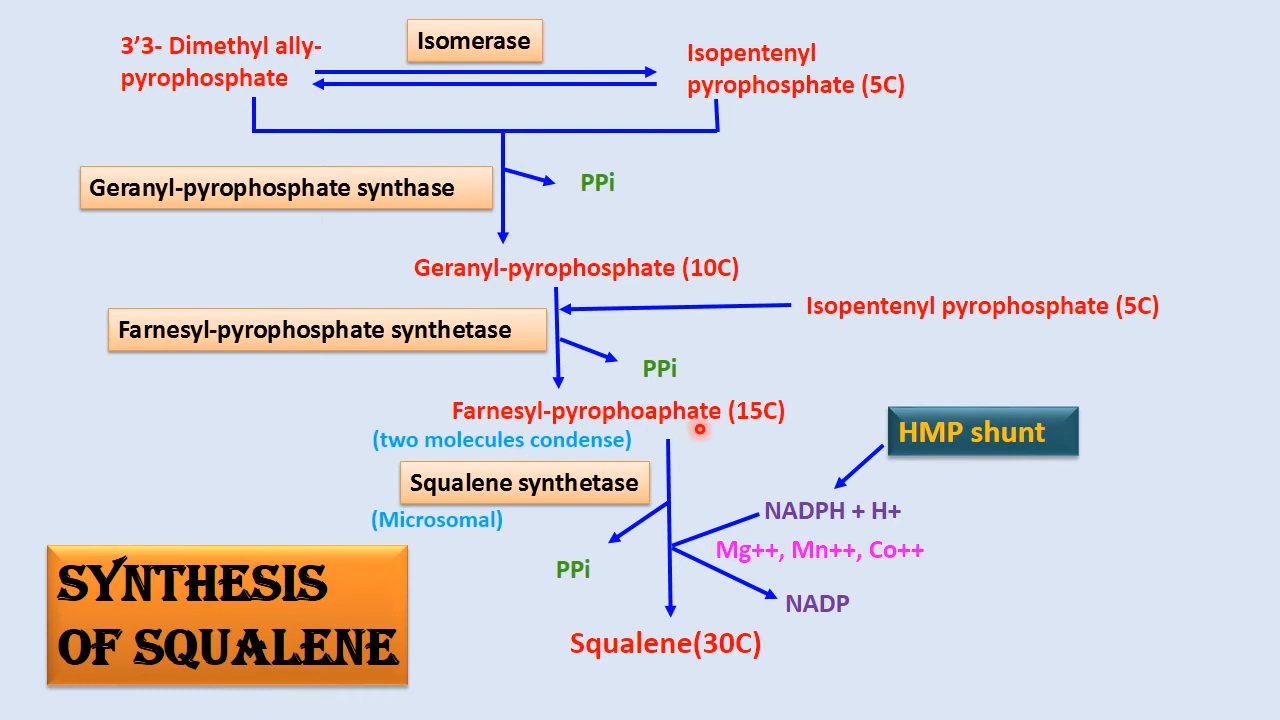 3’3- Dimethyl ally-
pyrophosphate
Isomerase
Isopentenyl
pyrophosphate (5C)
Geranyl-pyrophosphate synthase
PPi
Geranyl-pyrophosphate (10C)
Isopentenyl pyrophosphate (5C)
Farnesyl-pyrophosphate synthetase
PPi
Farnesyl-pyrophoaphate (15C)
(two molecules condense)
HMP shunt
Squalene synthetase
(Microsomal)
NADPH + H+
Mg++, Mn++, Co++
PPi
NADP
Squalene(30C)
SYNTHESIS
OF SQUALENE